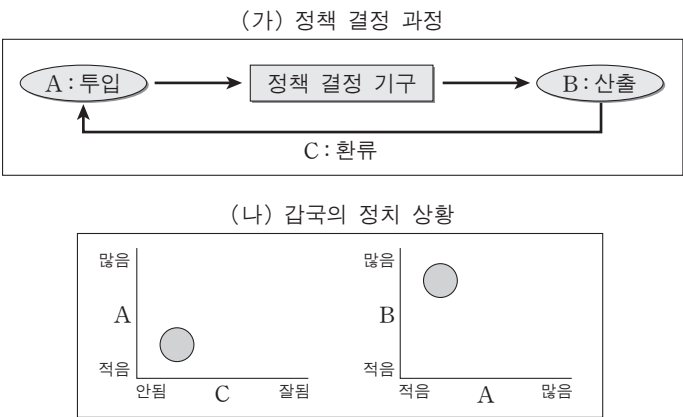 (가) 정책 결정 과정
A : 투입
정책 결정 기구
B : 산출
C : 환류
(나) 갑국의 정치 상황
많음
A
적음
안됨 C 잘됨
많음
B
적음
적음 A 많음